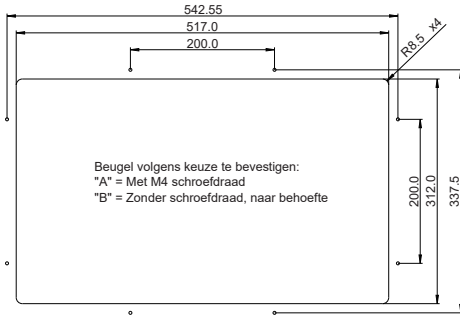 542.55
517.0
200.0
R8.5 x4
Beugel volgens keuze te bevestigen:
"A" = Met M4 schroefdraad
"B" = Zonder schroefdraad, naar behoefte
200.0
312.0
337.5